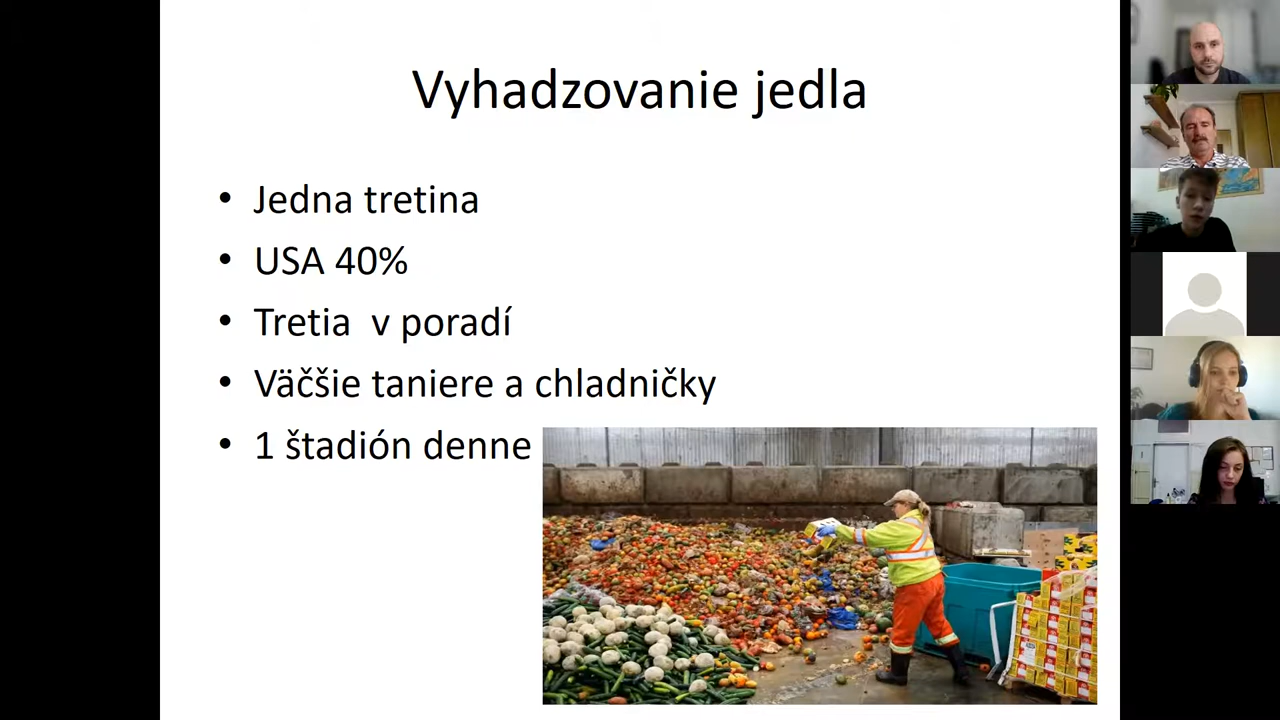 Vyhadzovanie jedla
• Jedna tretina
• USA 40%
• Tretia  v poradí
• Väčšie taniere a chladničky
• 1 štadión denne